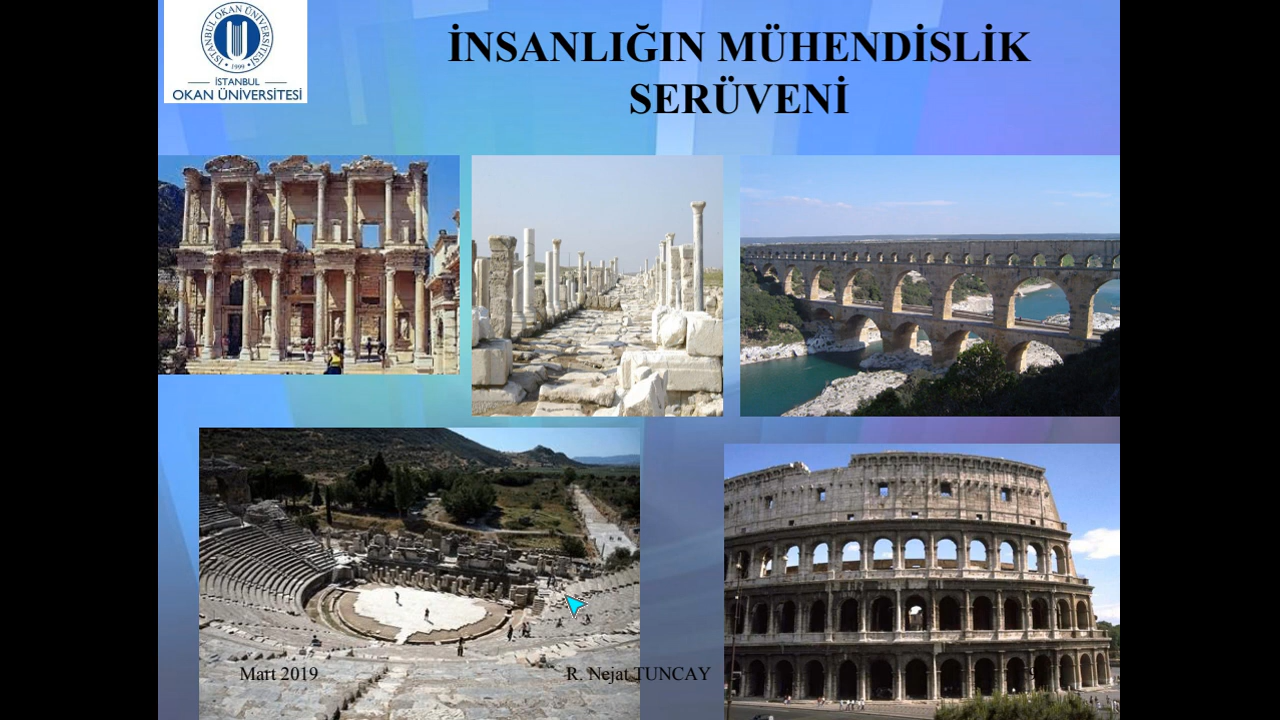 İSTANBUL OKAN ÜNİVERSİTESİ
1999
İSTANBUL
OKAN ÜNİVERSİTESİ
İNSANLIĞIN MÜHENDİSLİK
SERÜVENİ
Mart 2019
R. Nejat TUNCAY
9